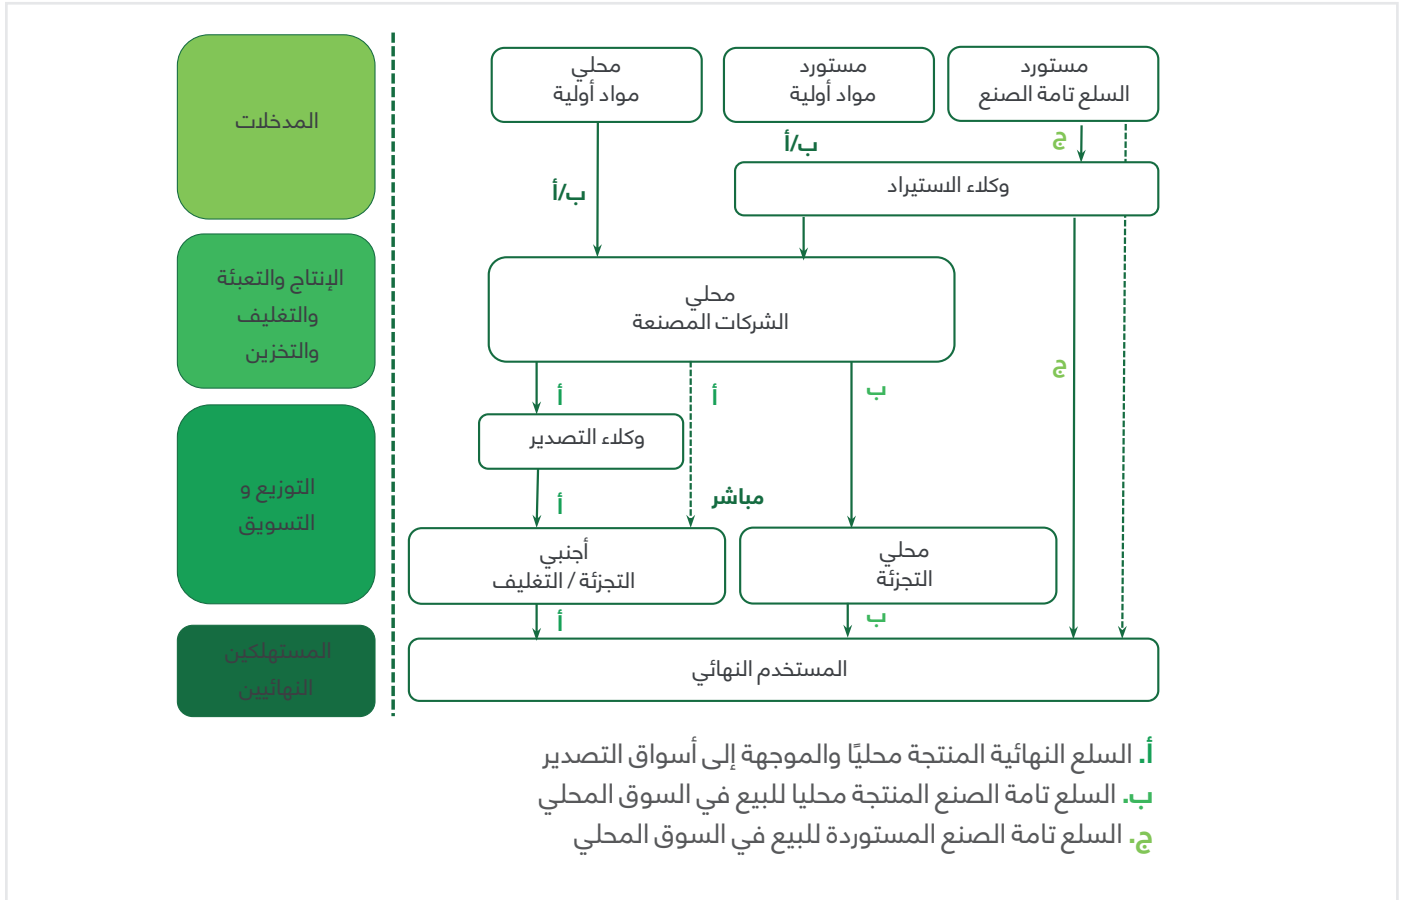 مستورد
السلع تامة الصنع
مستورد
مواد أولية
محلي
مواد أولية
المدخلات
ج
ب/أ
ب/أ
وكلاء الاستيراد
محلي
الشركات المصنعة
الإنتاج والتعبئة
والتغليف
والتخزين
ج
ب
أ
أ
وكلاء التصدير
التوزيع و
التسويق
مباشر
أ
محلي
التجزئة
أجنبي
التجزئة / التغليف
ب
أ
المستخدم النهائي
المستهلكين
النهائيين
أ. السلع النهائية المنتجة محليًا والموجهة إلى أسواق التصدير
ب. السلع تامة الصنع المنتجة محليا للبيع في السوق المحلي
ج. السلع تامة الصنع المستوردة للبيع في السوق المحلي